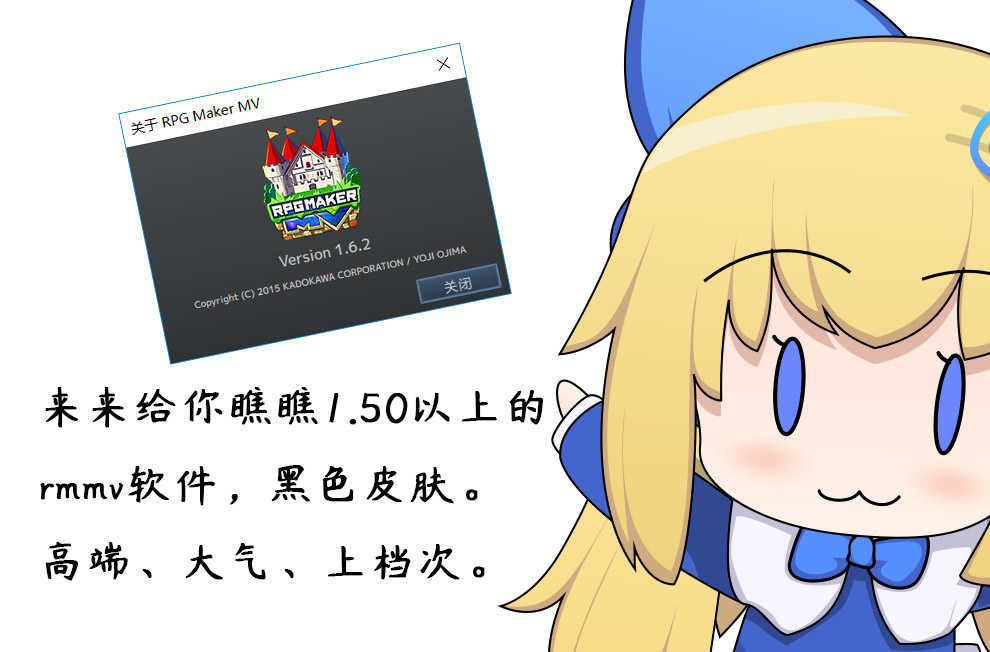 关于 RPG Maker MV
RPG MAKER
MV
Version 1.6.2
Copyright (C) 2015 KADOKAWA CORPORATION / YOJI OJIMA
关闭
来来给你瞧瞧1.50以上的
rmmv软件，黑色皮肤。
高端、大气、上档次。